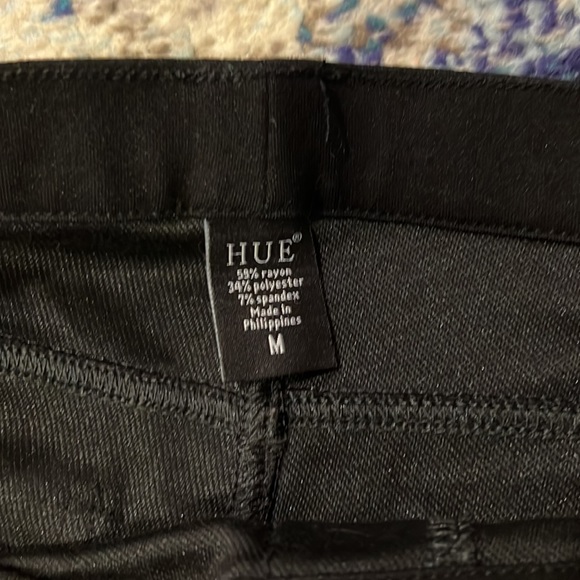 HUE®
59% rayon
34% polyester
7% spandex
Made in
Philippines
M